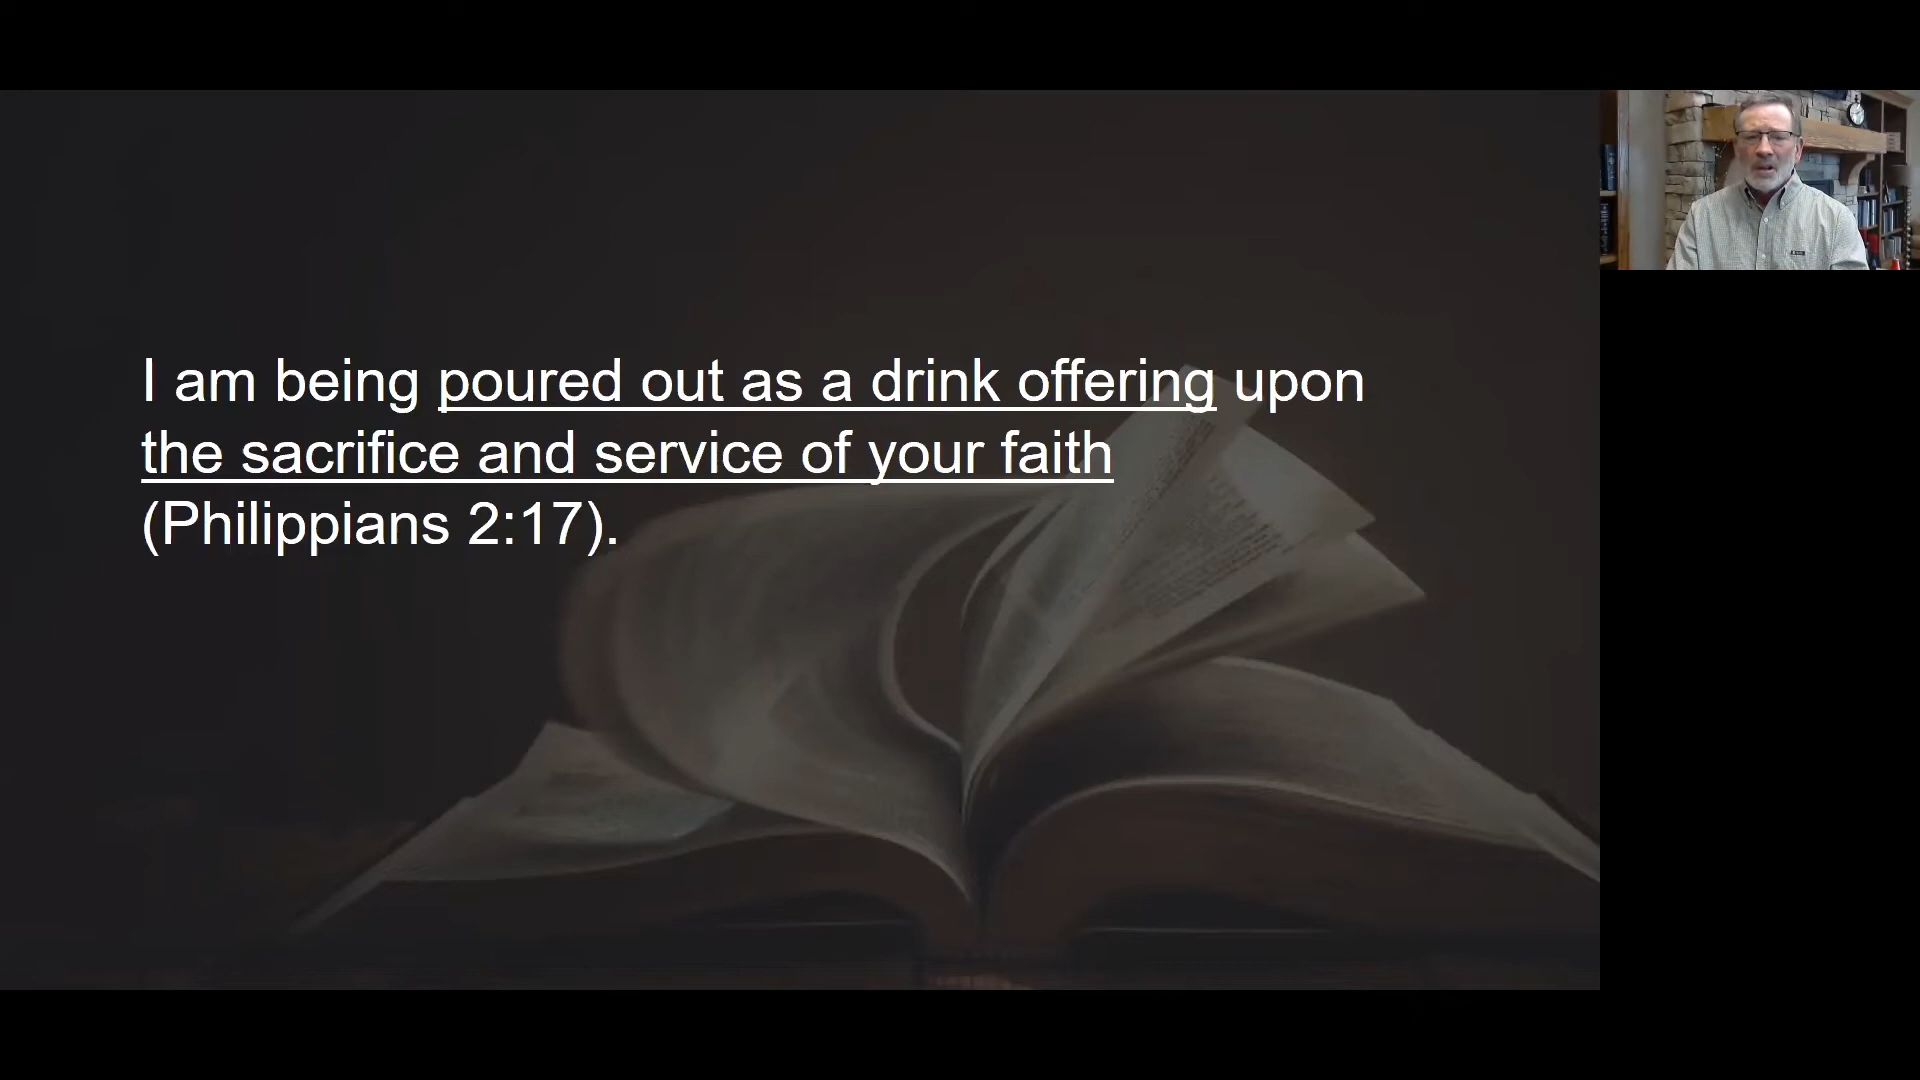 I am being poured out as a drink offering upon
the sacrifice and service of your faith
(Philippians 2:17).